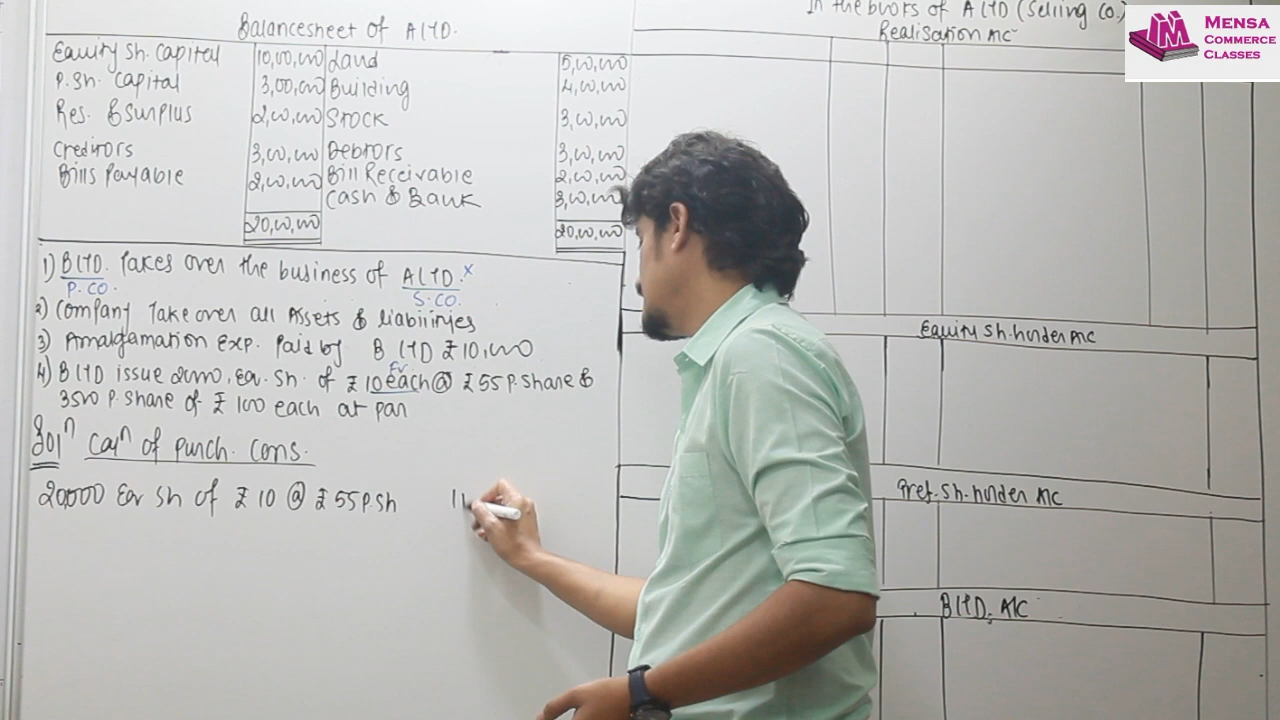 Balancesheet of A LTD.
Equity Sh. Capital 10,00,000 Land 5,00,000
P. Sh. Capital 3,00,000 Building 4,00,000
Res. & Surplus 2,00,000 Stock 3,00,000
Creditors 3,00,000 Debtors 3,00,000
Bills Payable 2,00,000 Bill Receivable 2,00,000
Cash & Bank 3,00,000
20,00,000 20,00,000
1) B LTD. Takes over the business of A LTD. x
P. CO. S. CO.
2) Company Take over all Assets & liabilities
3) Amalgamation Exp. Paid by B LTD ₹ 10,000
4) B LTD issue 20000, Eq. Sh. of ₹ 10 each @ ₹ 55 P. Share &
FV
3500 P. Share of ₹ 100 each at par
Solⁿ Calⁿ of Purch. Cons.
20,000 Eq Sh of ₹ 10 @ ₹ 55 P.Sh 11
In the books of A LTD (Selling Co.)
Realisation A/C
Equity Sh. holder A/C
Pref. Sh. holder A/C
B LTD. A/C
MENSA
COMMERCE
CLASSES